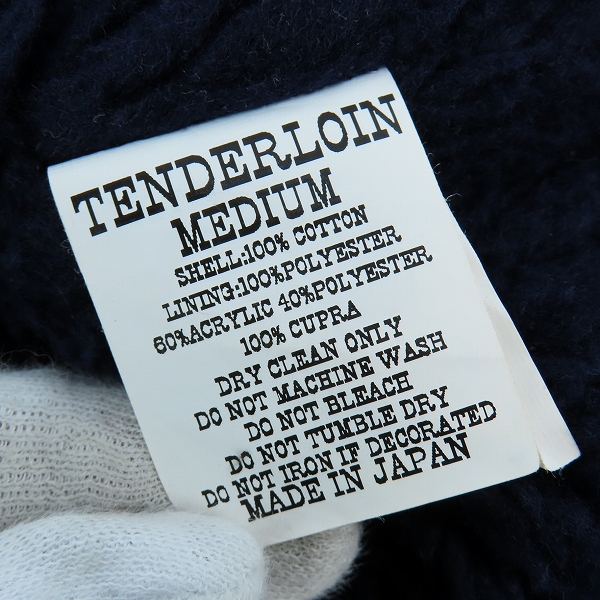 TENDERLOIN
MEDIUM
SHELL:100% COTTON
LINING:100%POLYESTER
60%ACRYLIC 40%POLYESTER
100% CUPRA
DRY CLEAN ONLY
DO NOT MACHINE WASH
DO NOT BLEACH
DO NOT TUMBLE DRY
DO NOT IRON IF DECORATED
MADE IN JAPAN